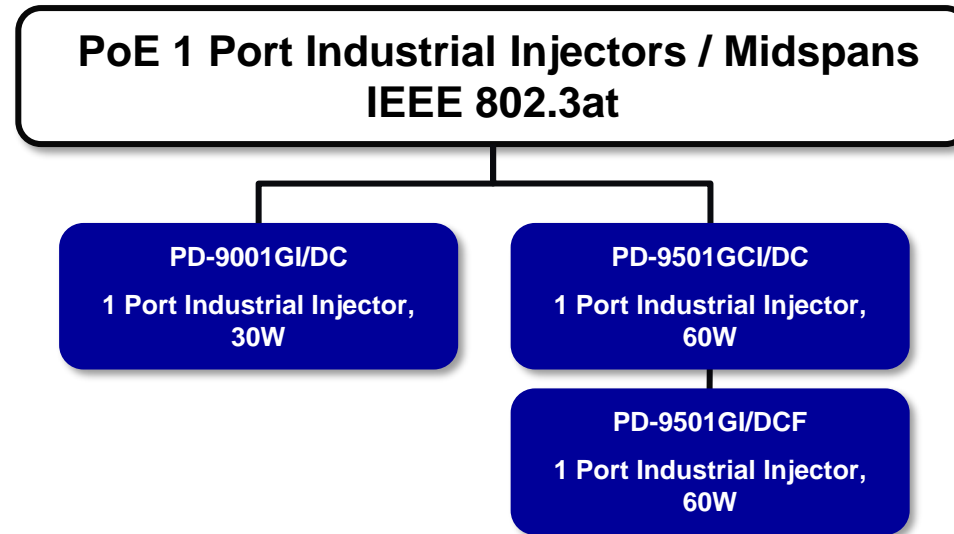 PoE 1 Port Industrial Injectors / Midspans
IEEE 802.3at
PD-9001GI/DC
1 Port Industrial Injector,
30W
PD-9501GCI/DC
1 Port Industrial Injector,
60W
PD-9501GI/DCF
1 Port Industrial Injector,
60W